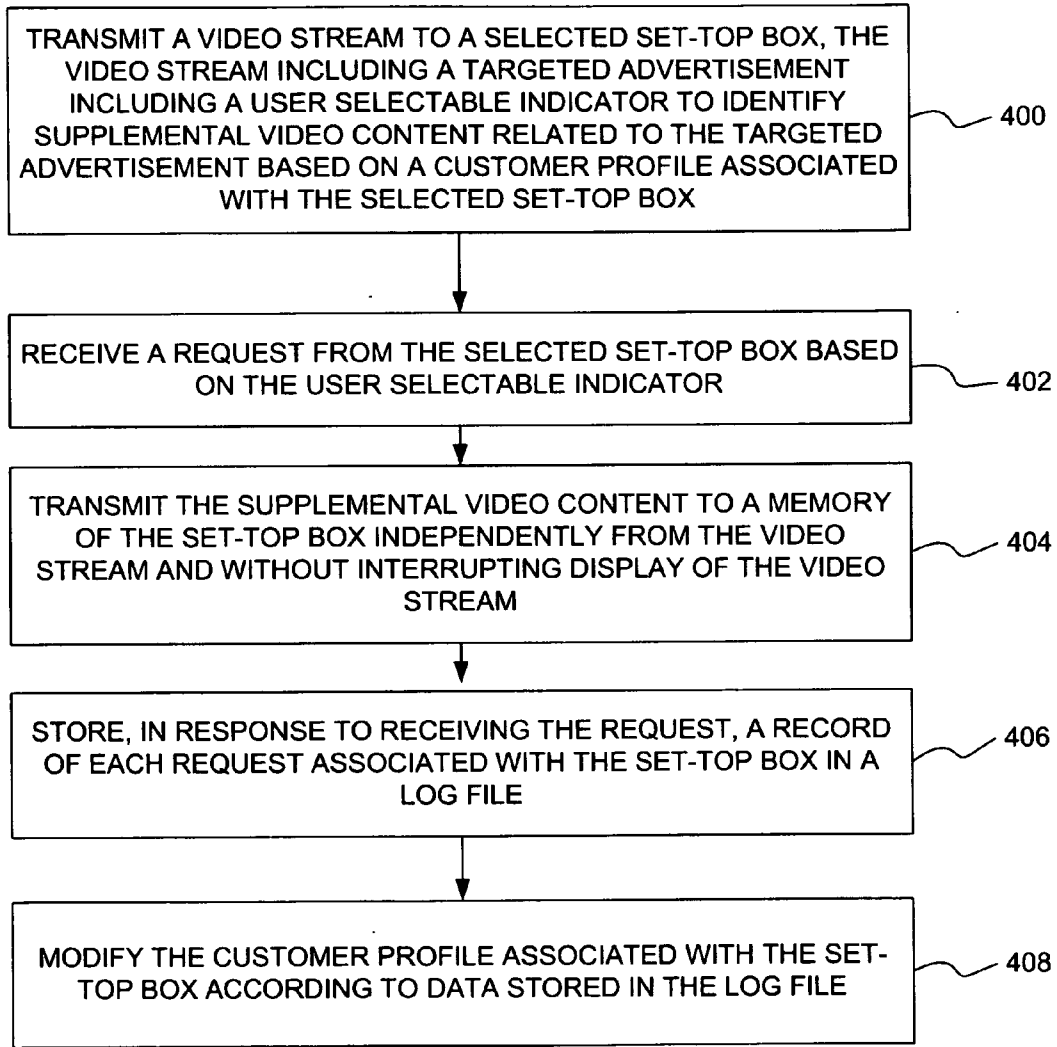 TRANSMIT A VIDEO STREAM TO A SELECTED SET-TOP BOX, THE
VIDEO STREAM INCLUDING A TARGETED ADVERTISEMENT
INCLUDING A USER SELECTABLE INDICATOR TO IDENTIFY
SUPPLEMENTAL VIDEO CONTENT RELATED TO THE TARGETED
ADVERTISEMENT BASED ON A CUSTOMER PROFILE ASSOCIATED
WITH THE SELECTED SET-TOP BOX
400
RECEIVE A REQUEST FROM THE SELECTED SET-TOP BOX BASED
ON THE USER SELECTABLE INDICATOR
402
TRANSMIT THE SUPPLEMENTAL VIDEO CONTENT TO A MEMORY
OF THE SET-TOP BOX INDEPENDENTLY FROM THE VIDEO
STREAM AND WITHOUT INTERRUPTING DISPLAY OF THE VIDEO
STREAM
404
STORE, IN RESPONSE TO RECEIVING THE REQUEST, A RECORD
OF EACH REQUEST ASSOCIATED WITH THE SET-TOP BOX IN A
LOG FILE
406
MODIFY THE CUSTOMER PROFILE ASSOCIATED WITH THE SET-
TOP BOX ACCORDING TO DATA STORED IN THE LOG FILE
408